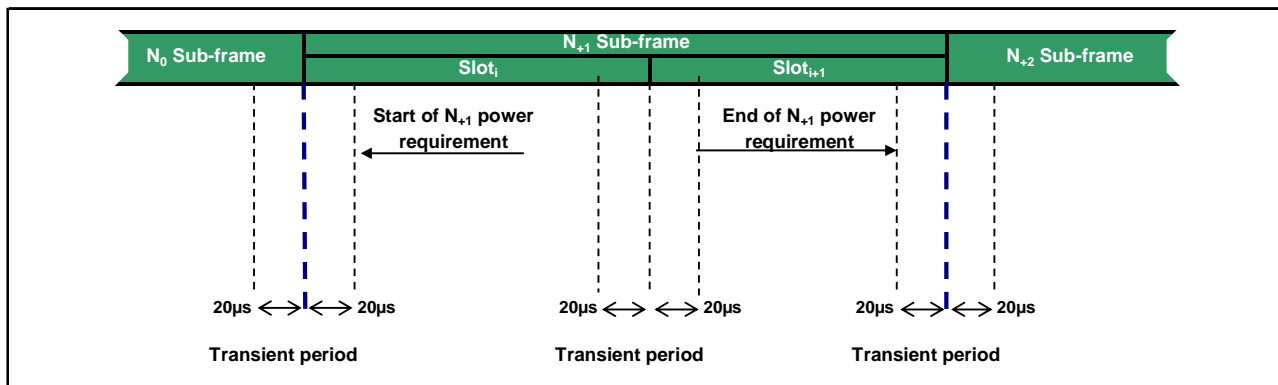 N₀ Sub-frame
N₊₁ Sub-frame
N₊₂ Sub-frame
Slotᵢ
Slotᵢ₊₁
Start of N₊₁ power
requirement
End of N₊₁ power
requirement
20µs 20µs 20µs 20µs 20µs 20µs
Transient period Transient period Transient period